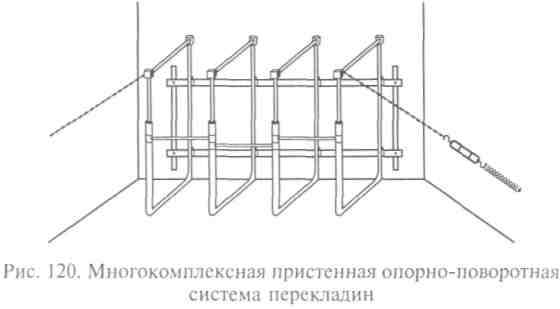 Рис. 120. Многокомплексная пристенная опорно-поворотная
система перекладин